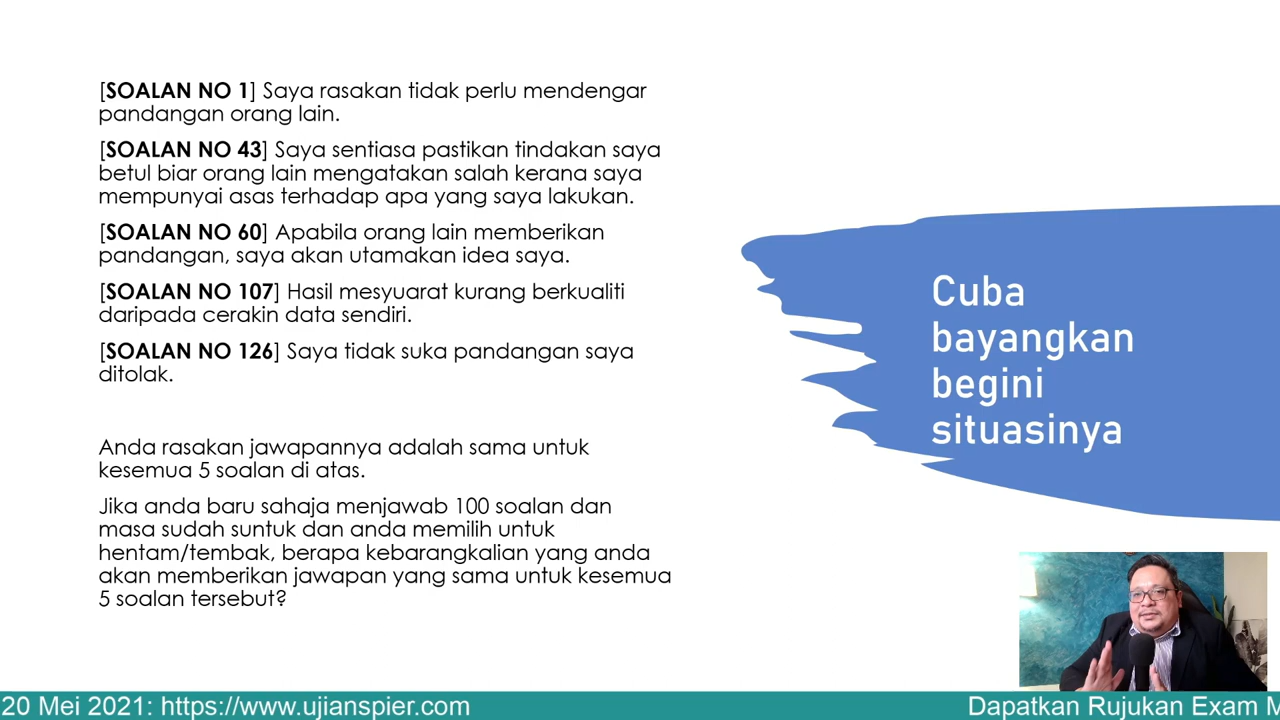 [SOALAN NO 1] Saya rasakan tidak perlu mendengar
pandangan orang lain.
[SOALAN NO 43] Saya sentiasa pastikan tindakan saya
betul biar orang lain mengatakan salah kerana saya
mempunyai asas terhadap apa yang saya lakukan.
[SOALAN NO 60] Apabila orang lain memberikan
pandangan, saya akan utamakan idea saya.
[SOALAN NO 107] Hasil mesyuarat kurang berkualiti
daripada cerakin data sendiri.
[SOALAN NO 126] Saya tidak suka pandangan saya
ditolak.
Anda rasakan jawapannya adalah sama untuk
kesemua 5 soalan di atas.
Jika anda baru sahaja menjawab 100 soalan dan
masa sudah suntuk dan anda memilih untuk
hentam/tembak, berapa kebarangkalian yang anda
akan memberikan jawapan yang sama untuk kesemua
5 soalan tersebut?
Cuba
bayangkan
begini
situasinya
20 Mei 2021: https://www.ujianspier.com
Dapatkan Rujukan Exam M